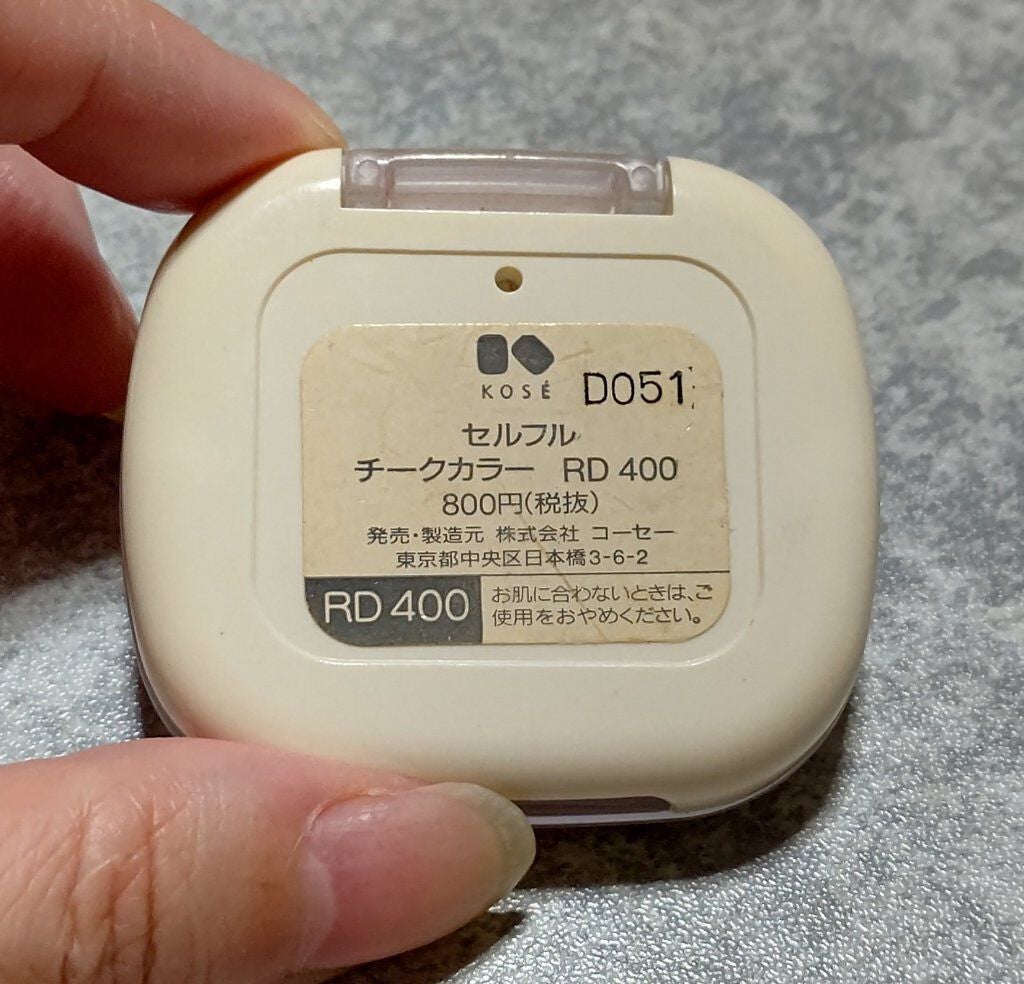 KOSÉ D051
セルフル
チークカラー RD 400
800円(税抜)
発売・製造元 株式会社 コーセー
東京都中央区日本橋3-6-2
RD 400
お肌に合わないときは、ご
使用をおやめください。